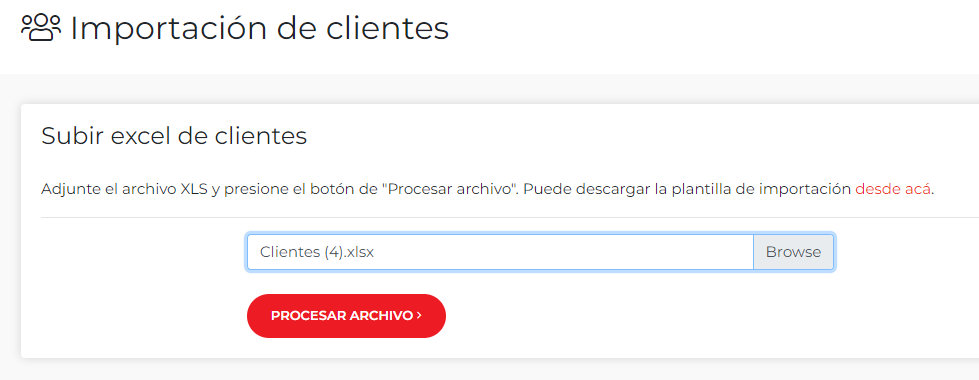 Importación de clientes
Subir excel de clientes
Adjunte el archivo XLS y presione el botón de "Procesar archivo". Puede descargar la plantilla de importación desde acá.
Clientes (4).xlsx Browse
PROCESAR ARCHIVO ›